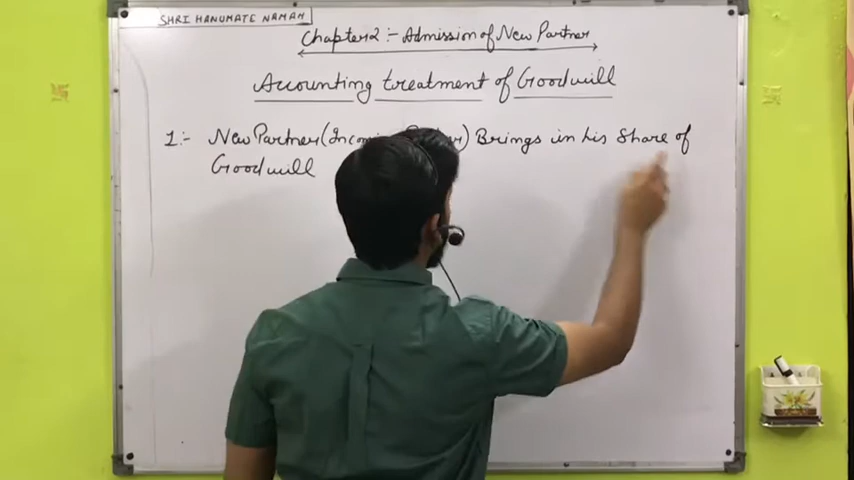 SHRI HANUMATE NAMAH
Chapter 2 :- Admission of New Partner
Accounting treatment of Goodwill
1:- New Partner ( Brings in his Share of
Goodwill